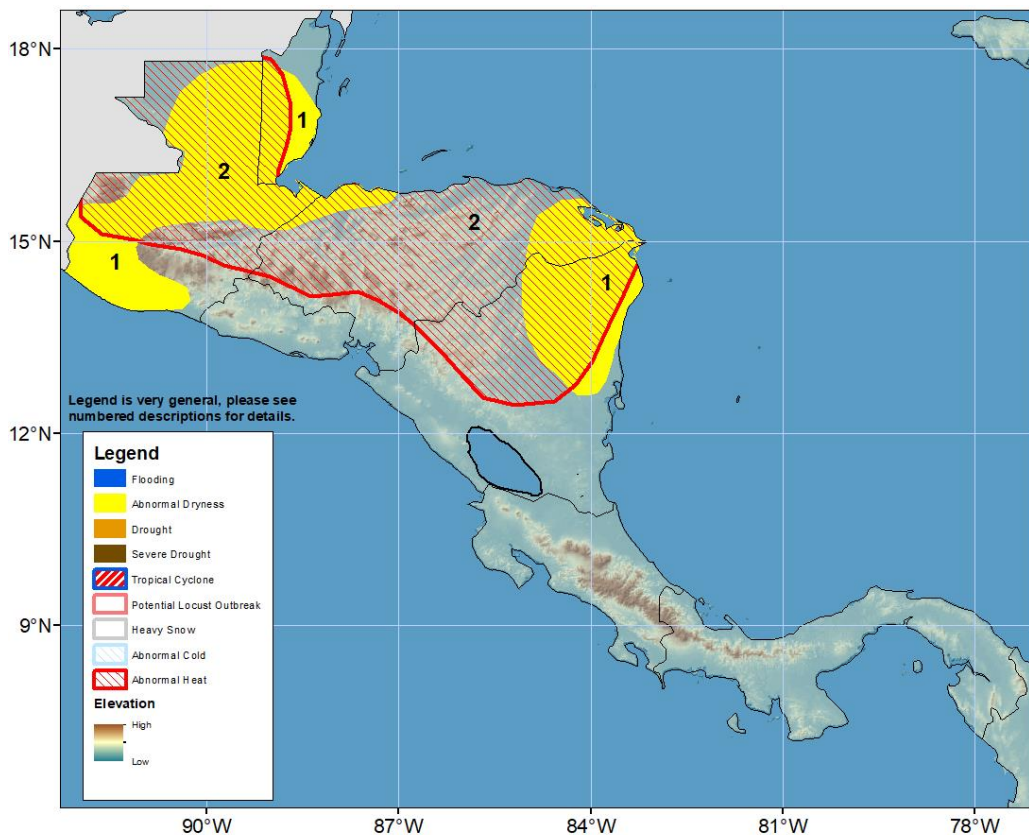 18°N
1
2
15°N
2
1
1
Legend is very general, please see
numbered descriptions for details.
12°N
Legend
Flooding
Abnormal Dryness
Drought
Severe Drought
Tropical Cyclone
Potential Locust Outbreak
Heavy Snow
Abnormal Cold
Abnormal Heat
Elevation
High
Low
9°N
90°W
87°W
84°W
81°W
78°W